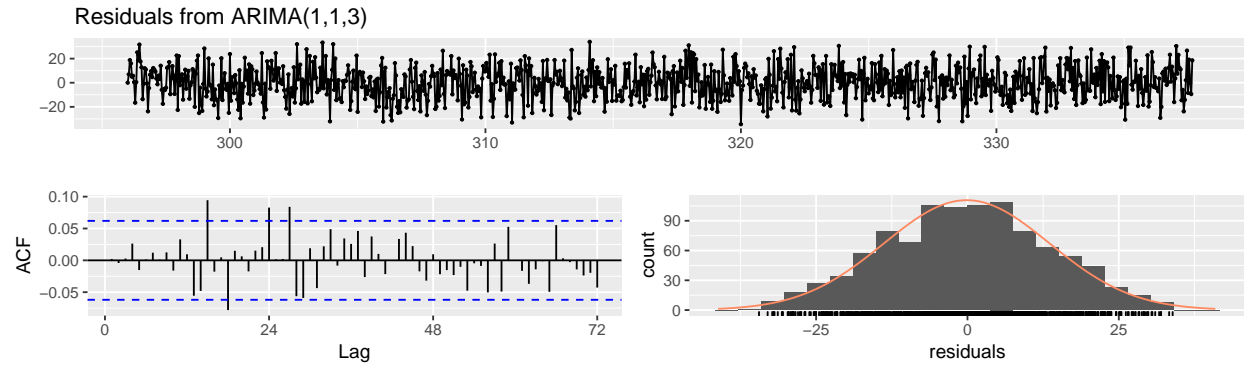 Residuals from ARIMA(1,1,3)
20
0
−20
300 310 320 330
0.10
0.05
0.00
−0.05
ACF
0 24 48 72
Lag
90
60
30
0
count
−25 0 25
residuals